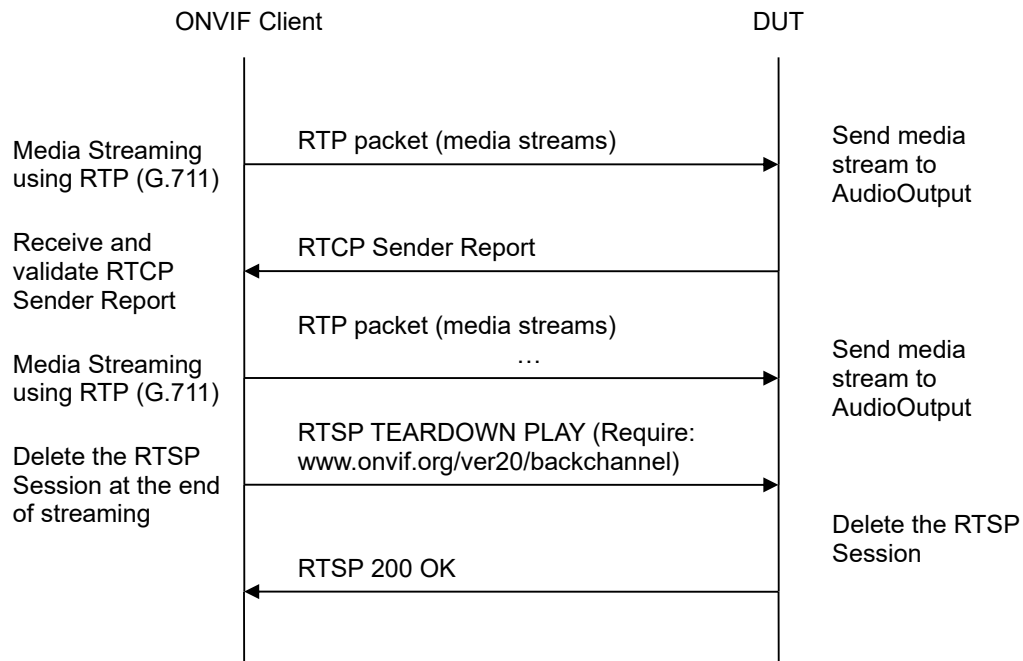 ONVIF Client
DUT
Media Streaming
using RTP (G.711)
RTP packet (media streams)
Send media
stream to
AudioOutput
Receive and
validate RTCP
Sender Report
RTCP Sender Report
Media Streaming
using RTP (G.711)
RTP packet (media streams)
…
Send media
stream to
AudioOutput
Delete the RTSP
Session at the end
of streaming
RTSP TEARDOWN PLAY (Require:
www.onvif.org/ver20/backchannel)
Delete the RTSP
Session
RTSP 200 OK